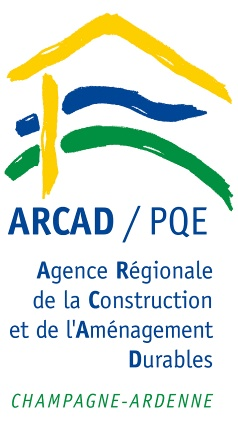 ARCAD / PQE
Agence Régionale
de la Construction
et de l'Aménagement
Durables
CHAMPAGNE-ARDENNE